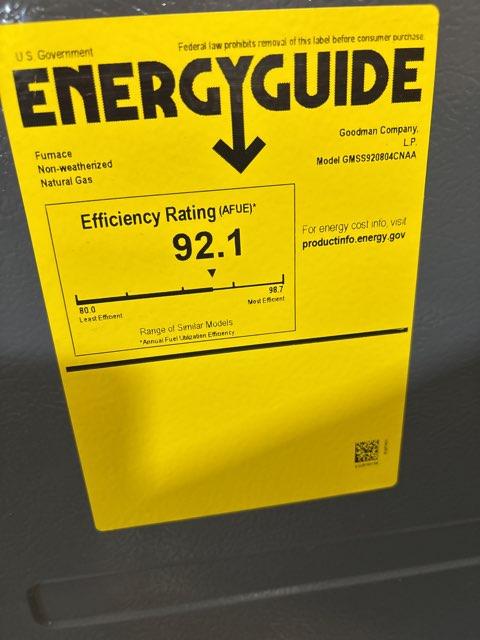 U.S. Government
Federal law prohibits removal of this label before consumer purchase.
ENERGYGUIDE
Furnace
Non-weatherized
Natural Gas
Goodman Company,
L.P.
Model GMSS920804CNAA
Efficiency Rating (AFUE)*
92.1
80.0
Least Efficient
98.7
Most Efficient
Range of Similar Models
*Annual Fuel Utilization Efficiency
For energy cost info, visit
productinfo.energy.gov